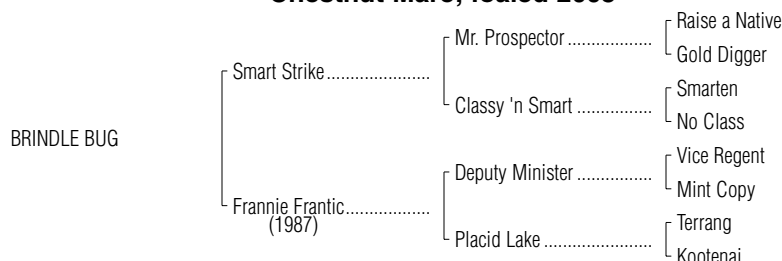 Chestnut Mare, foaled
Raise a Native
Mr. Prospector ....................
Gold Digger
Smart Strike .........................
Smarten
Classy 'n Smart ....................
No Class
BRINDLE BUG
Vice Regent
Deputy Minister ...................
Mint Copy
Frannie Frantic .....................
(1987)
Terrang
Placid Lake ..........................
Kootenai